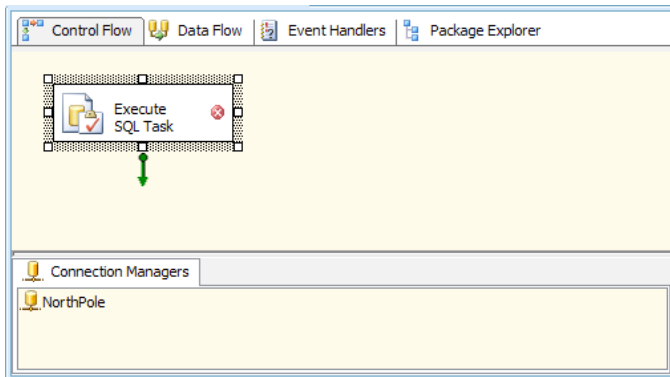 Control Flow
Data Flow
Event Handlers
Package Explorer
Execute
SQL Task
Connection Managers
NorthPole